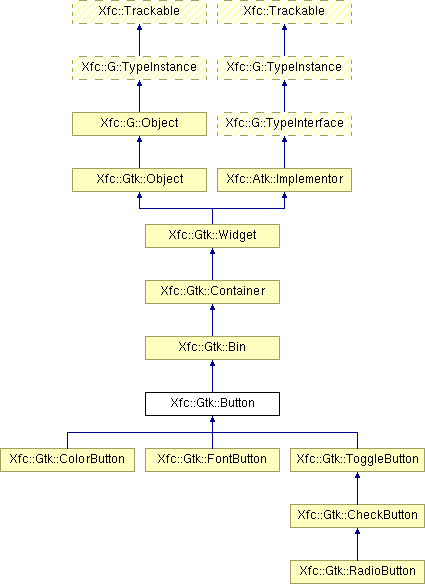 Xfc::Trackable
Xfc::Trackable
Xfc::G::TypeInstance
Xfc::G::TypeInstance
Xfc::G::Object
Xfc::G::TypeInterface
Xfc::Gtk::Object
Xfc::Atk::Implementor
Xfc::Gtk::Widget
Xfc::Gtk::Container
Xfc::Gtk::Bin
Xfc::Gtk::Button
Xfc::Gtk::ColorButton
Xfc::Gtk::FontButton
Xfc::Gtk::ToggleButton
Xfc::Gtk::CheckButton
Xfc::Gtk::RadioButton